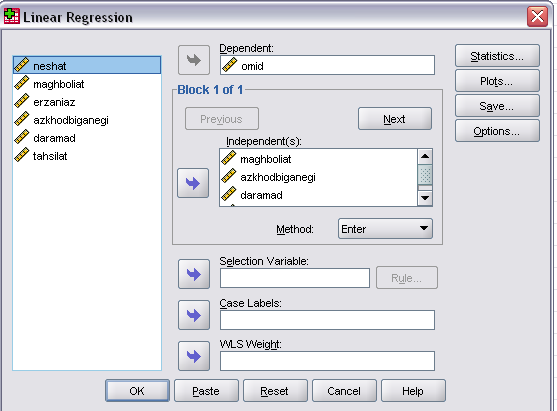 Linear Regression
neshat
maghboliat
erzaniaz
azkhodbiganegi
daramad
tahsilat
Dependent:
omid
Block 1 of 1
Previous
Next
Independent(s):
maghboliat
azkhodbiganegi
daramad
Method:
Enter
Selection Variable:
Rule...
Case Labels:
WLS Weight:
Statistics...
Plots...
Save...
Options...
OK
Paste
Reset
Cancel
Help